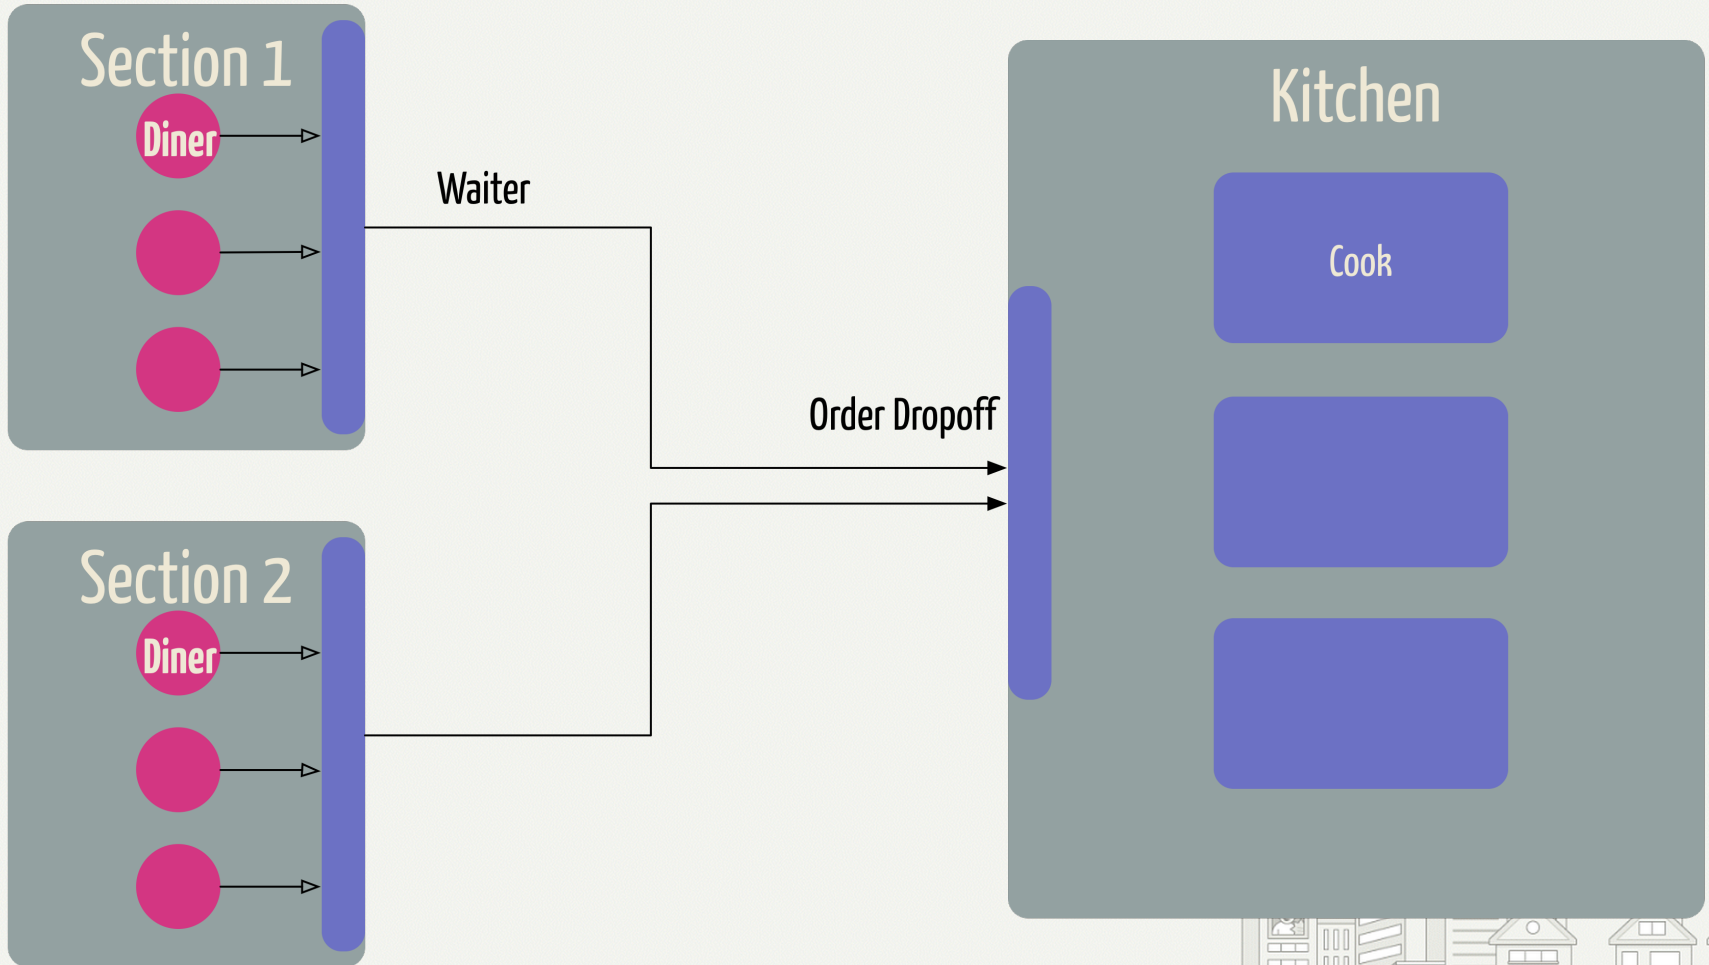 Section 1
Diner
Waiter
Order Dropoff
Section 2
Diner
Kitchen
Cook